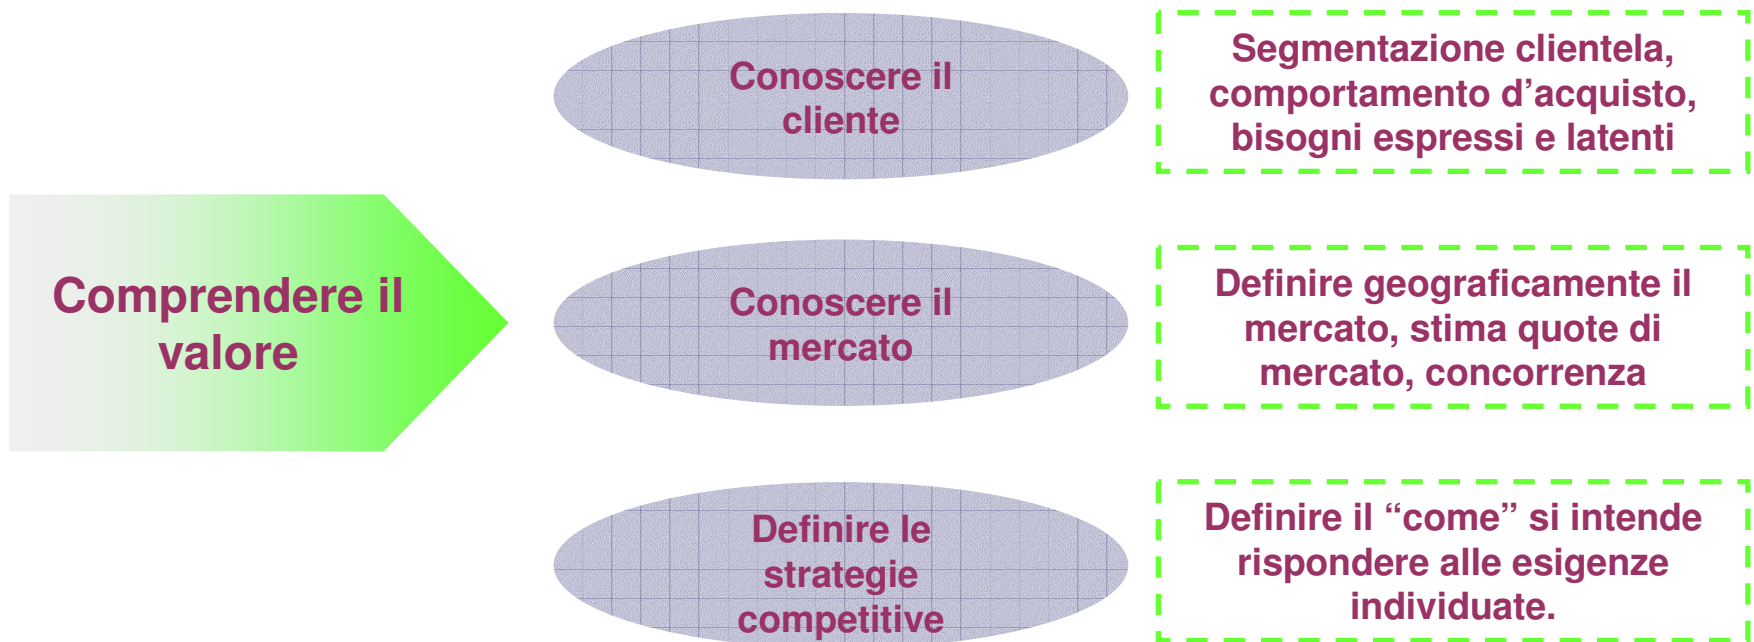 Comprendere il
valore
Conoscere il
cliente
Segmentazione clientela,
comportamento d’acquisto,
bisogni espressi e latenti
Conoscere il
mercato
Definire geograficamente il
mercato, stima quote di
mercato, concorrenza
Definire le
strategie
competitive
Definire il “come” si intende
rispondere alle esigenze
individuate.